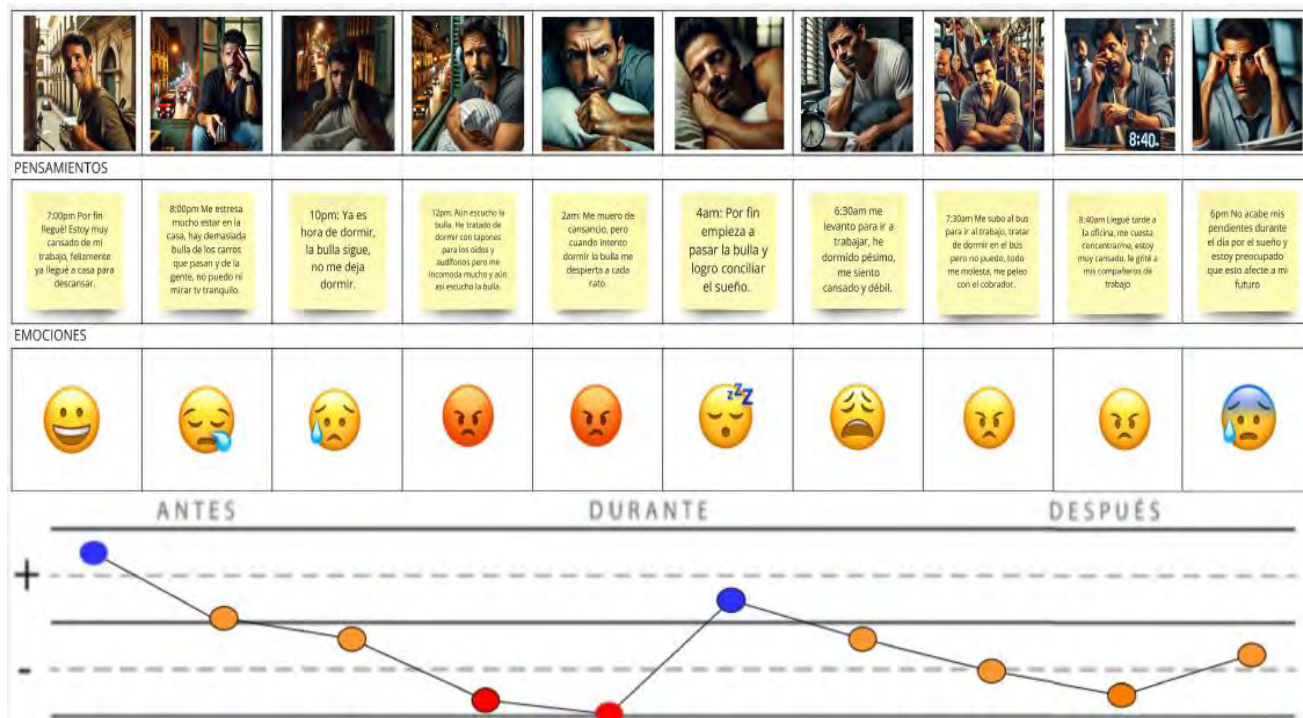 8:40
PENSAMIENTOS
7:00pm Por fin
llegué! Estoy muy
cansado de mi
trabajo, felizmente
ya llegué a casa para
descansar.
8:00pm Me estresa
mucho estar en la
casa, hay demasiada
bulla de los carros
que pasan y de la
gente, no puedo ni
mirar tv tranquilo.
10pm: Ya es
hora de dormir,
la bulla sigue,
no me deja
dormir.
12pm: Aún escucho la
bulla. He tratado de
dormir con tapones
para los oídos y
audífonos pero me
incomoda mucho y aún
así escucho la bulla.
2am: Me muero de
cansancio, pero
cuando intento
dormir la bulla me
despierta a cada
rato.
4am: Por fin
empieza a
pasar la bulla y
logro conciliar
el sueño.
6:30am me
levanto para ir a
trabajar, he
dormido pésimo,
me siento
cansado y débil.
7:30am Me subo al bus
para ir al trabajo, tratar
de dormir en el bus
pero no puedo, todo
me molesta, me peleo
con el cobrador.
8:40am Llegué tarde a
la oficina, me cuesta
concentrarme, estoy
muy cansado, le grité a
mis compañeros de
trabajo
6pm No acabe mis
pendientes durante
el día por el sueño y
estoy preocupado
que esto afecte a mi
futuro
EMOCIONES
zzZ
ANTES
DURANTE
DESPUÉS
+
-